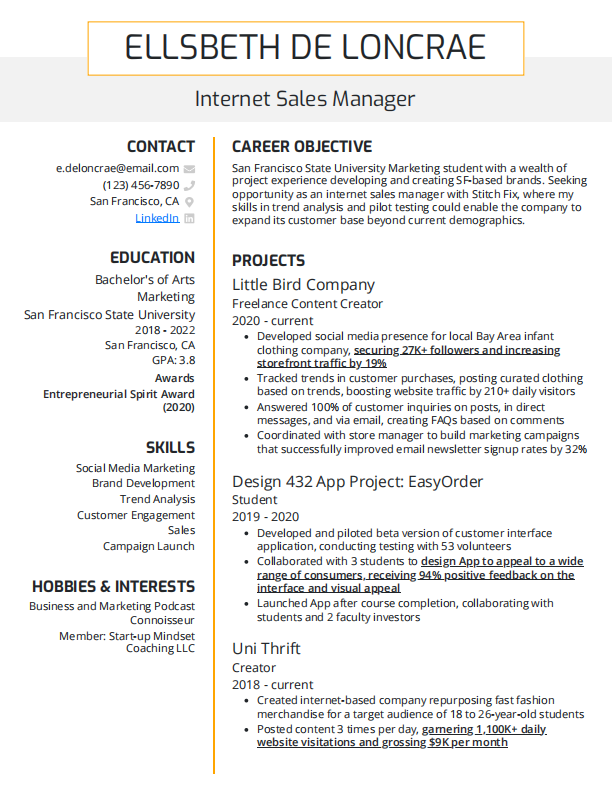 ELLSBETH DE LONCRAE
Internet Sales Manager
CONTACT
e.deloncrae@email.com
(123) 456-7890
San Francisco, CA
LinkedIn
EDUCATION
Bachelor's of Arts
Marketing
San Francisco State University
2018 - 2022
San Francisco, CA
GPA: 3.8
Awards
Entrepreneurial Spirit Award
(2020)
SKILLS
Social Media Marketing
Brand Development
Trend Analysis
Customer Engagement
Sales
Campaign Launch
HOBBIES & INTERESTS
Business and Marketing Podcast
Connoisseur
Member: Start-up Mindset
Coaching LLC
CAREER OBJECTIVE
San Francisco State University Marketing student with a wealth of
project experience developing and creating SF-based brands. Seeking
opportunity as an internet sales manager with Stitch Fix, where my
skills in trend analysis and pilot testing could enable the company to
expand its customer base beyond current demographics.
PROJECTS
Little Bird Company
Freelance Content Creator
2020 - current
• Developed social media presence for local Bay Area infant
clothing company, securing 27K+ followers and increasing
storefront traffic by 19%
• Tracked trends in customer purchases, posting curated clothing
based on trends, boosting website traffic by 210+ daily visitors
• Answered 100% of customer inquiries on posts, in direct
messages, and via email, creating FAQs based on comments
• Coordinated with store manager to build marketing campaigns
that successfully improved email newsletter signup rates by 32%
Design 432 App Project: EasyOrder
Student
2019 - 2020
• Developed and piloted beta version of customer interface
application, conducting testing with 53 volunteers
• Collaborated with 3 students to design App to appeal to a wide
range of consumers, receiving 94% positive feedback on the
interface and visual appeal
• Launched App after course completion, collaborating with
students and 2 faculty investors
Uni Thrift
Creator
2018 - current
• Created internet-based company repurposing fast fashion
merchandise for a target audience of 18 to 26-year-old students
• Posted content 3 times per day, garnering 1,100K+ daily
website visitations and grossing $9K per month